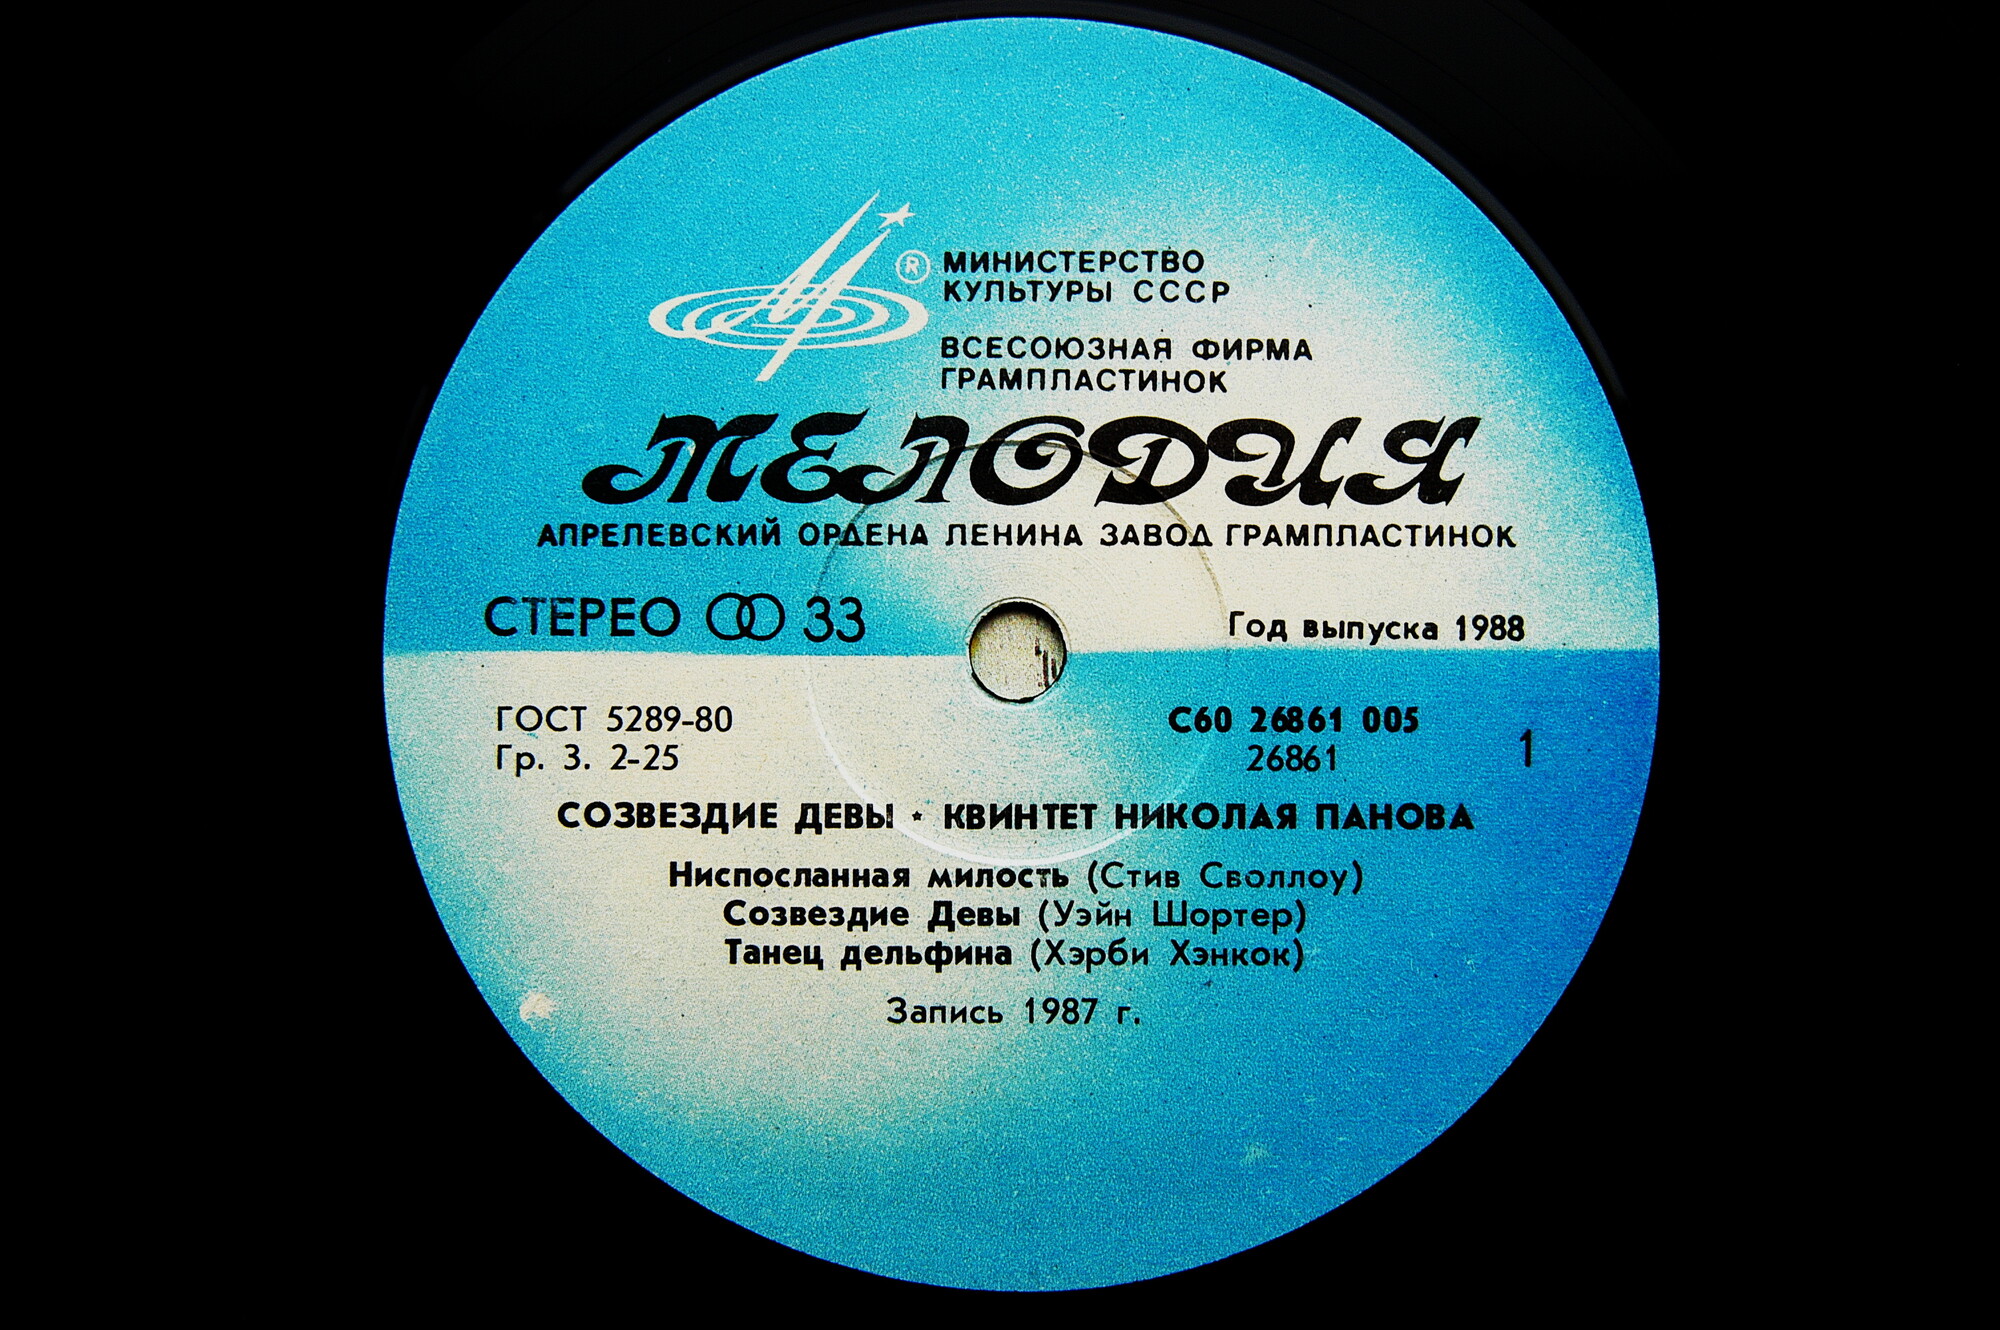 ®
МИНИСТЕРСТВО
КУЛЬТУРЫ СССР
ВСЕСОЮЗНАЯ ФИРМА
ГРАМПЛАСТИНОК
МЕЛОДИЯ
АПРЕЛЕВСКИЙ ОРДЕНА ЛЕНИНА ЗАВОД ГРАМПЛАСТИНОК
СТЕРЕО 33
Год выпуска 1988
ГОСТ 5289-80
Гр. 3. 2-25
С60 26861 005
26861
1
СОЗВЕЗДИЕ ДЕВЫ ⋆ КВИНТЕТ НИКОЛАЯ ПАНОВА
Ниспосланная милость (Стив Своллоу)
Созвездие Девы (Уэйн Шортер)
Танец дельфина (Хэрби Хэнкок)
Запись 1987 г.